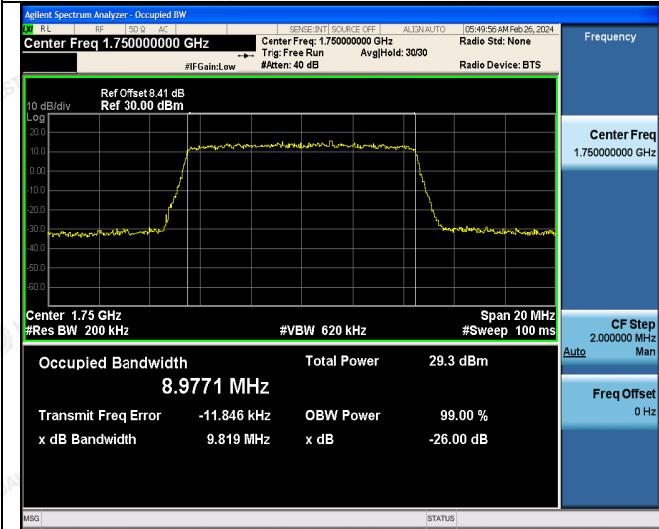 Agilent Spectrum Analyzer - Occupied BW
RL RF 50 Ω AC SENSE:INT SOURCE OFF ALIGN AUTO 05:49:56 AM Feb 26, 2024
Center Freq 1.750000000 GHz Center Freq: 1.750000000 GHz Radio Std: None
Trig: Free Run Avg|Hold: 30/30
#IFGain:Low #Atten: 40 dB Radio Device: BTS
Ref Offset 8.41 dB
10 dB/div Ref 30.00 dBm
Log
20.0
10.0
0.00
-10.0
-20.0
-30.0
-40.0
-50.0
-60.0
Center 1.75 GHz Span 20 MHz
#Res BW 200 kHz #VBW 620 kHz #Sweep 100 ms
Occupied Bandwidth Total Power 29.3 dBm
8.9771 MHz
Transmit Freq Error -11.846 kHz OBW Power 99.00 %
x dB Bandwidth 9.819 MHz x dB -26.00 dB
MSG STATUS
Frequency
Center Freq
1.750000000 GHz
CF Step
2.000000 MHz
Auto Man
Freq Offset
0 Hz